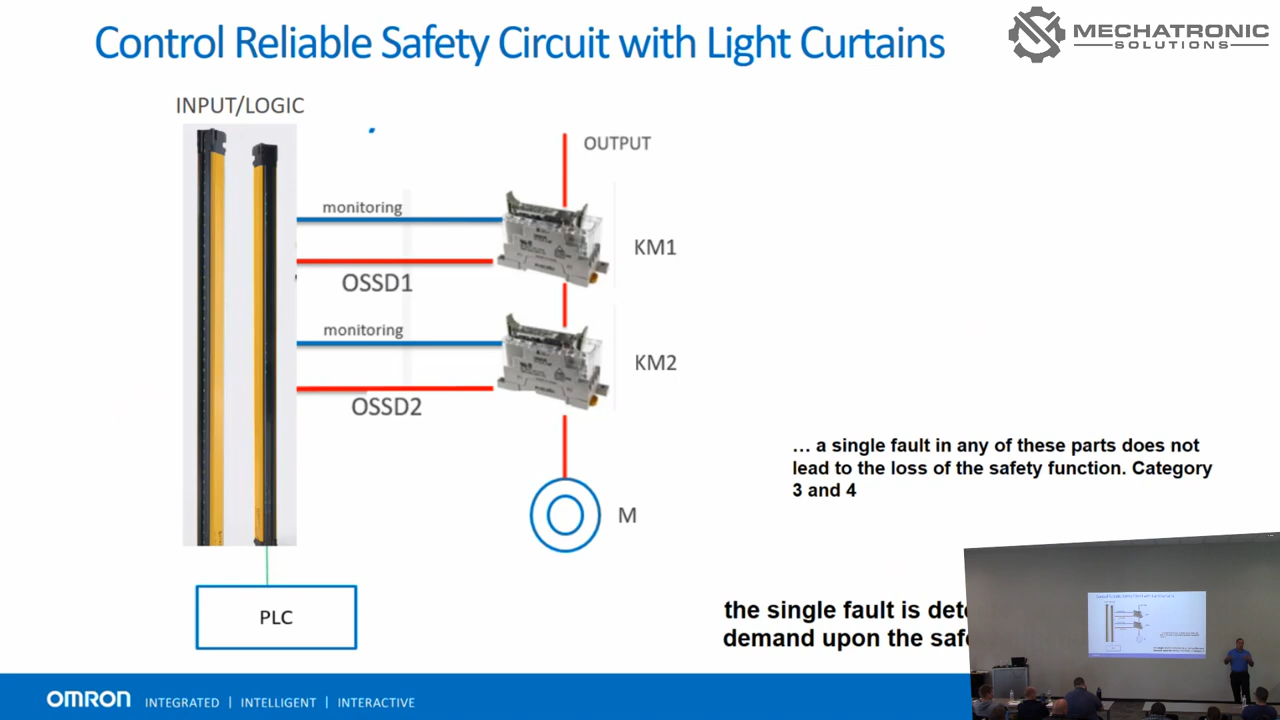 Control Reliable Safety Circuit with Light Curtains
MECHATRONIC
SOLUTIONS
INPUT/LOGIC
OUTPUT
monitoring
KM1
OSSD1
monitoring
KM2
OSSD2
… a single fault in any of these parts does not
lead to the loss of the safety function. Category
3 and 4
M
PLC
the single fault is
demand upon the
OMRON INTEGRATED | INTELLIGENT | INTERACTIVE